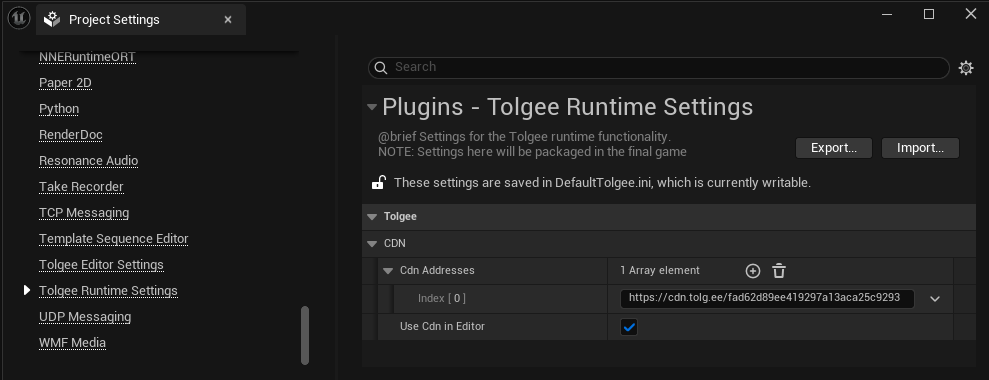 Project Settings
NNERuntimeORT
Paper 2D
Python
RenderDoc
Resonance Audio
Take Recorder
TCP Messaging
Template Sequence Editor
Tolgee Editor Settings
Tolgee Runtime Settings
UDP Messaging
WMF Media
Search
Plugins - Tolgee Runtime Settings
@brief Settings for the Tolgee runtime functionality.
NOTE: Settings here will be packaged in the final game
Export...
Import...
These settings are saved in DefaultTolgee.ini, which is currently writable.
Tolgee
CDN
Cdn Addresses
1 Array element
Index [ 0 ]
https://cdn.tolg.ee/fad62d89ee419297a13aca25c9293
Use Cdn in Editor